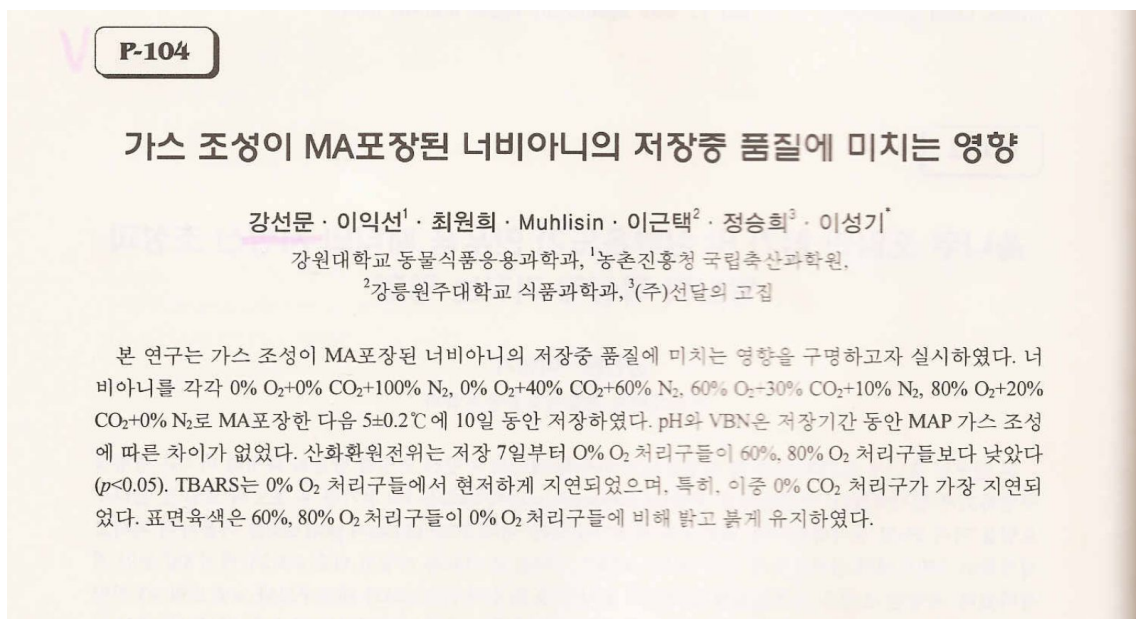 P-104
가스 조성이 MA포장된 너비아니의 저장중 품질에 미치는 영향
강선문 · 이익선¹ · 최원희 · Muhlisin · 이근택² · 정승희³ · 이성기*
강원대학교 동물식품응용과학과, ¹농촌진흥청 국립축산과학원,
²강릉원주대학교 식품과학과, ³(주)선달의 고집
본 연구는 가스 조성이 MA포장된 너비아니의 저장중 품질에 미치는 영향을 구명하고자 실시하였다. 너
비아니를 각각 0% O₂+0% CO₂+100% N₂, 0% O₂+40% CO₂+60% N₂, 60% O₂+30% CO₂+10% N₂, 80% O₂+20%
CO₂+0% N₂로 MA포장한 다음 5±0.2℃에 10일 동안 저장하였다. pH와 VBN은 저장기간 동안 MAP 가스 조성
에 따른 차이가 없었다. 산화환원전위는 저장 7일부터 O% O₂ 처리구들이 60%, 80% O₂ 처리구들보다 낮았다
(p<0.05). TBARS는 0% O₂ 처리구들에서 현저하게 지연되었으며, 특히, 이중 0% CO₂ 처리구가 가장 지연되
었다. 표면육색은 60%, 80% O₂ 처리구들이 0% O₂ 처리구들에 비해 밝고 붉게 유지하였다.